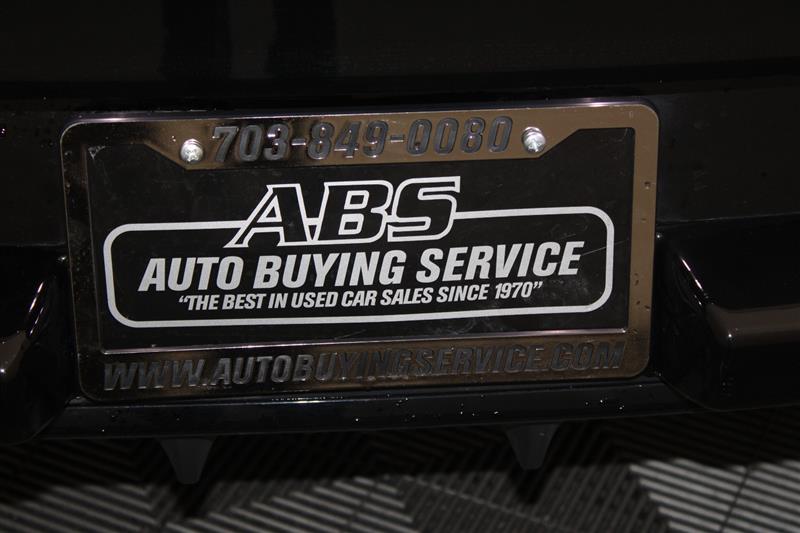 703-849-0080
ABS
AUTO BUYING SERVICE
"THE BEST IN USED CAR SALES SINCE 1970"
WWW.AUTOBUYINGSERVICE.COM